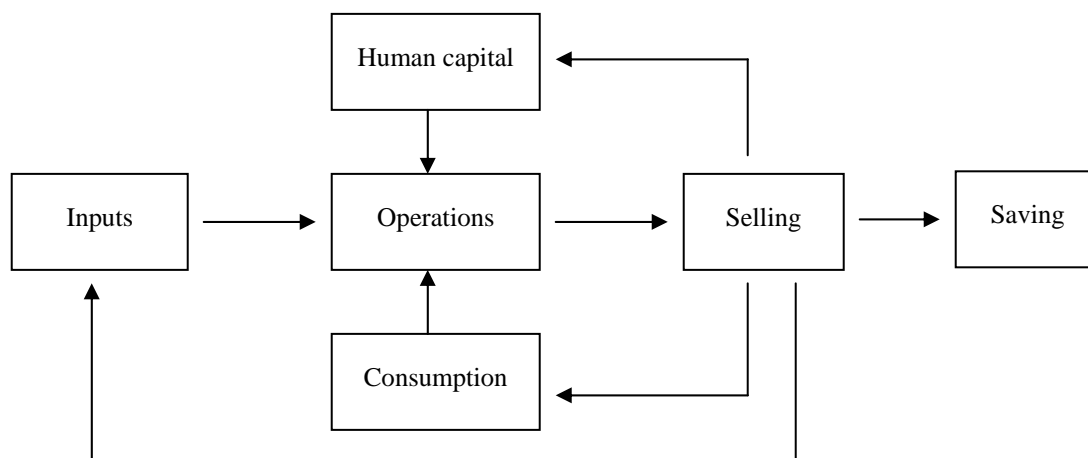 Human capital
Inputs
Operations
Selling
Saving
Consumption